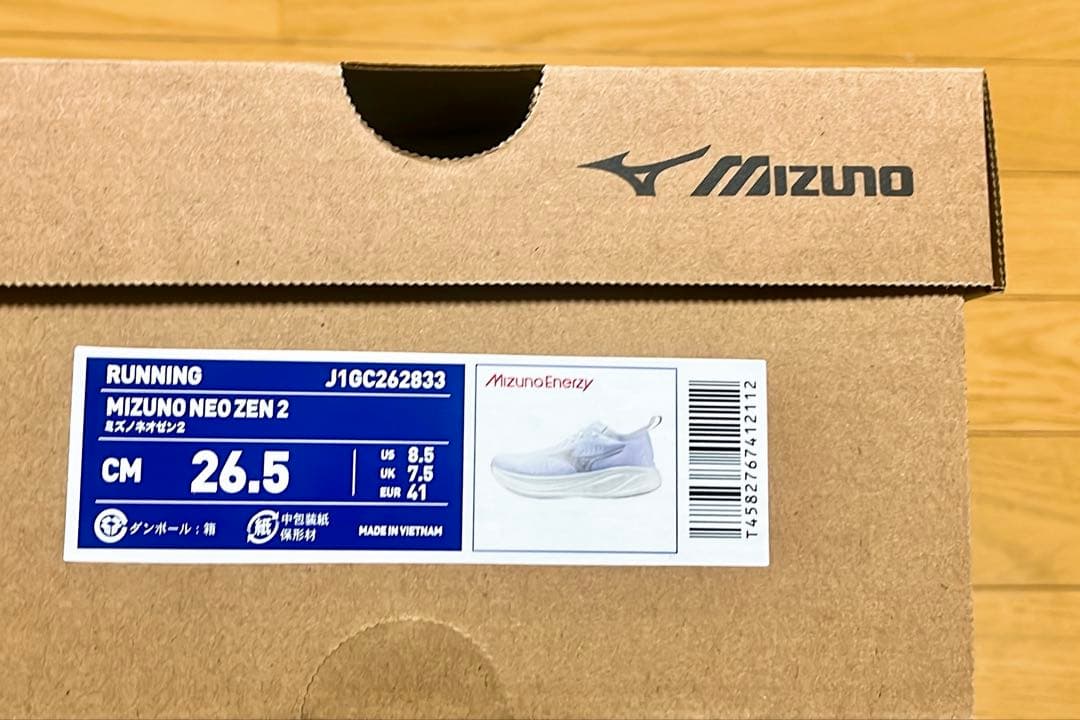 MIZUNO
RUNNING J1GC262833
MIZUNO NEO ZEN 2
ミズノネオゼン2
CM 26.5
US 8.5
UK 7.5
EUR 41
ダンボール：箱
紙 中包装紙
保形材
MADE IN VIETNAM
MizunoEnerzy
T4582767412112